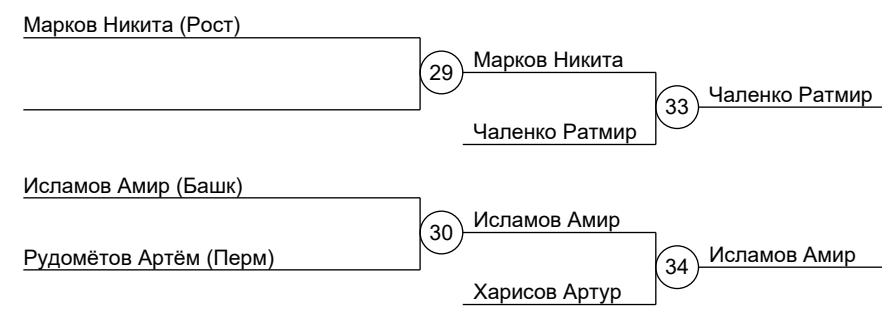 Марков Никита (Рост)
29
Марков Никита
33
Чаленко Ратмир
Чаленко Ратмир
Исламов Амир (Башк)
30
Исламов Амир
Рудомётов Артём (Перм)
34
Исламов Амир
Харисов Артур